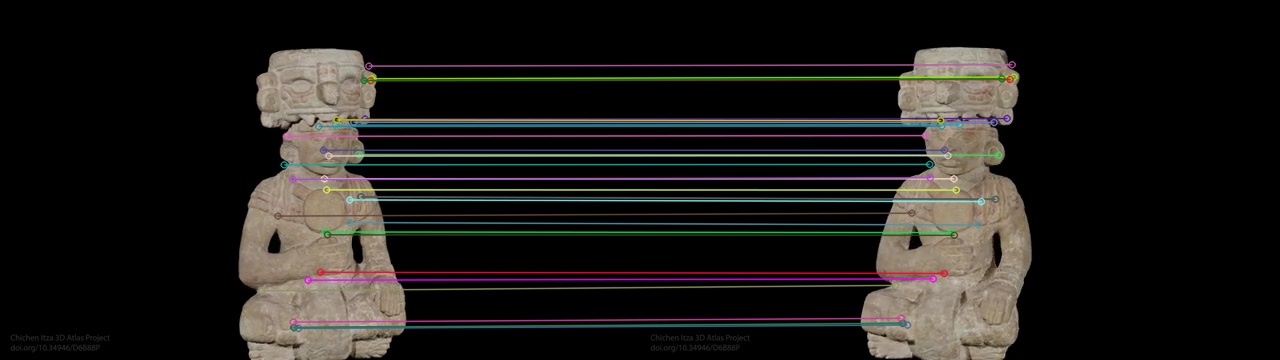 Chichen Itza 3D Atlas Project
doi.org/10.34946/D6B88P
Chichen Itza 3D Atlas Project
doi.org/10.34946/D6B88P